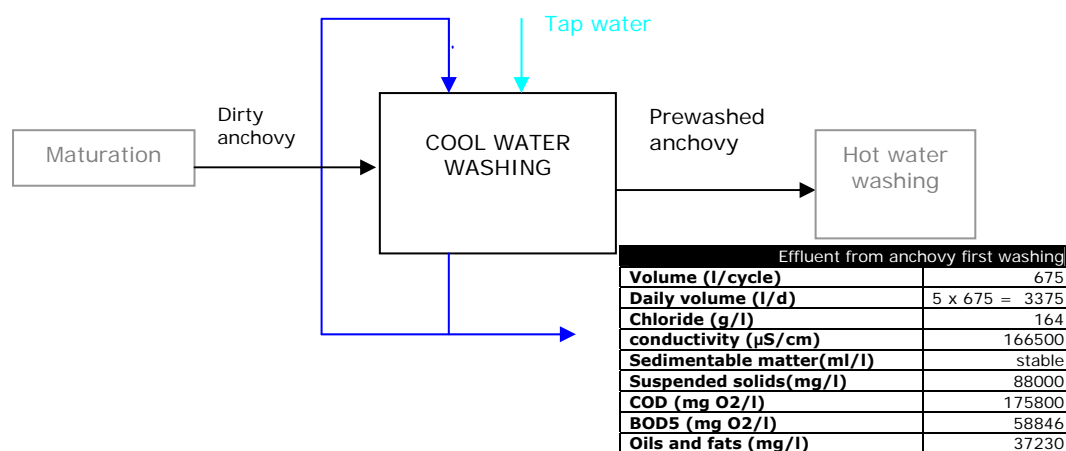 Tap water
Dirty
anchovy
Maturation
COOL WATER
WASHING
Prewashed
anchovy
Hot water
washing
Effluent from anchovy first washing
Volume (l/cycle) 675
Daily volume (l/d) 5 x 675 = 3375
Chloride (g/l) 164
conductivity (µS/cm) 166500
Sedimentable matter(ml/l) stable
Suspended solids(mg/l) 88000
COD (mg O2/l) 175800
BOD5 (mg O2/l) 58846
Oils and fats (mg/l) 37230